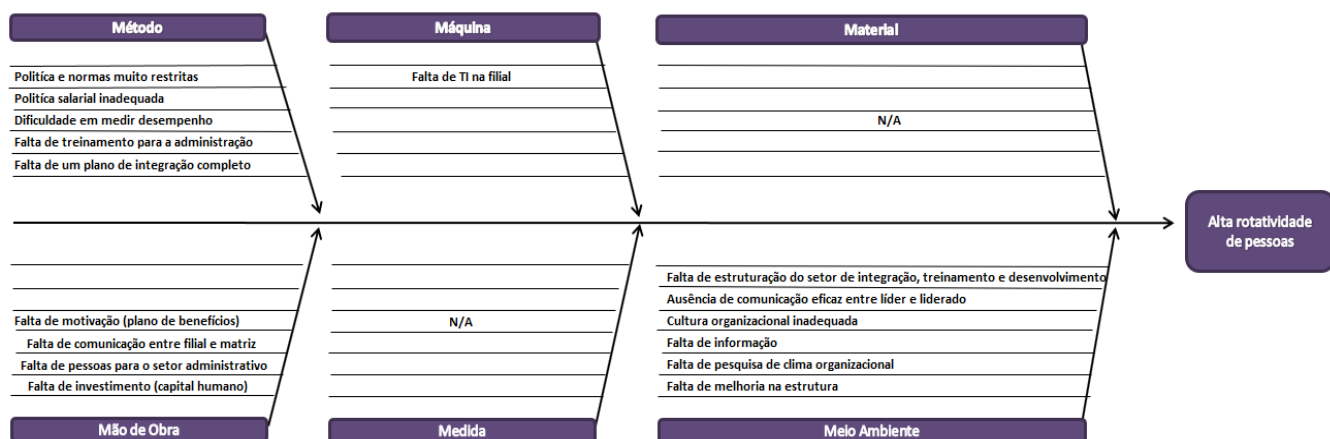 Método
Máquina
Material
Politíca e normas muito restritas
Politíca salarial inadequada
Dificuldade em medir desempenho
Falta de treinamento para a administração
Falta de um plano de integração completo
Falta de TI na filial
N/A
Alta rotatividade
de pessoas
Falta de motivação (plano de benefícios)
Falta de comunicação entre filial e matriz
Falta de pessoas para o setor administrativo
Falta de investimento (capital humano)
N/A
Falta de estruturação do setor de integração, treinamento e desenvolvimento
Ausência de comunicação eficaz entre líder e liderado
Cultura organizacional inadequada
Falta de informação
Falta de pesquisa de clima organizacional
Falta de melhoria na estrutura
Mão de Obra
Medida
Meio Ambiente